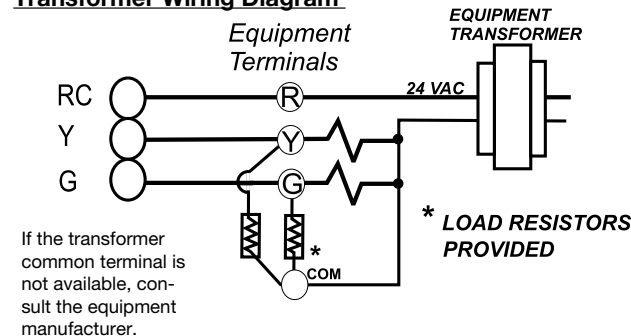 Transformer Wiring Diagram
EQUIPMENT
TRANSFORMER
Equipment
Terminals
RC
R
24 VAC
Y
Y
G
G
* LOAD RESISTORS
PROVIDED
*
COM
If the transformer
common terminal is
not available, con-
sult the equipment
manufacturer.